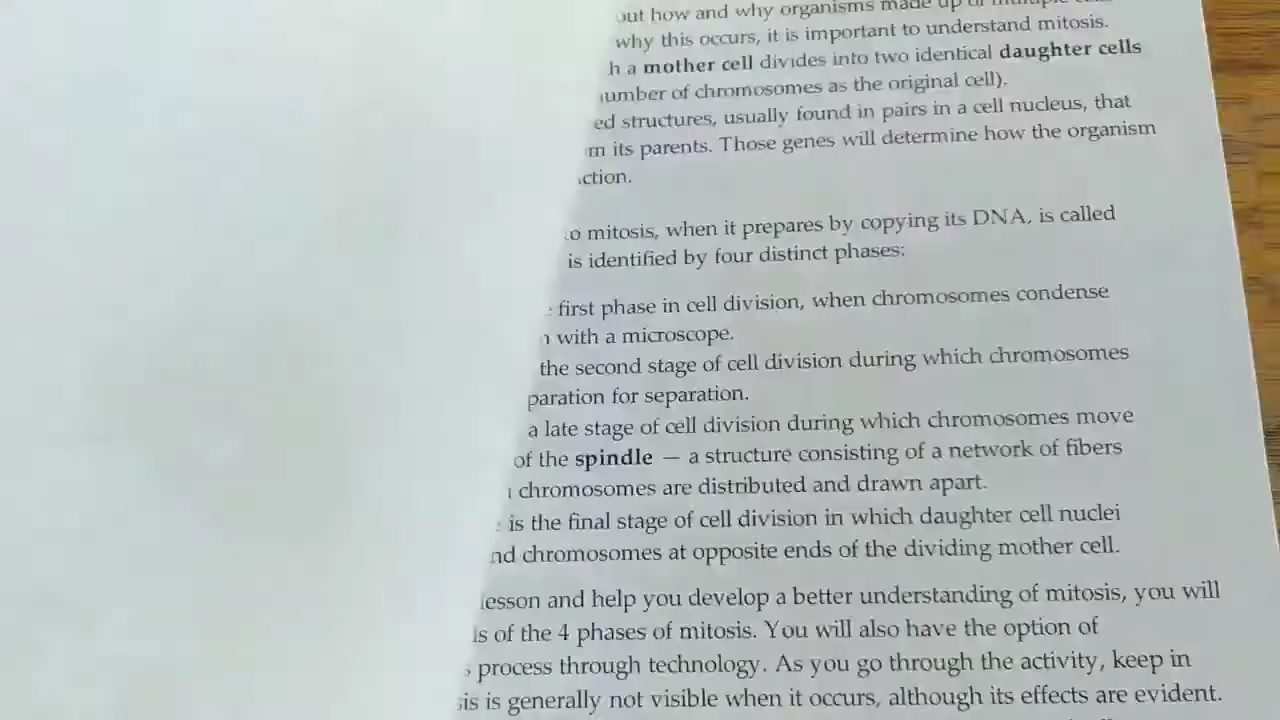 how and why organisms made up of multiple
why this occurs, it is important to understand mitosis.
a mother cell divides into two identical daughter cells
of chromosomes as the original cell).
structures, usually found in pairs in a cell nucleus, that
its parents. Those genes will determine how the organism
mitosis, when it prepares by copying its DNA, is called
is identified by four distinct phases:
first phase in cell division, when chromosomes condense
with a microscope.
the second stage of cell division during which chromosomes
for separation.
a late stage of cell division during which chromosomes move
of the spindle — a structure consisting of a network of fibers
chromosomes are distributed and drawn apart.
is the final stage of cell division in which daughter cell nuclei
chromosomes at opposite ends of the dividing mother cell.
lesson and help you develop a better understanding of mitosis, you will
of the 4 phases of mitosis. You will also have the option of
process through technology. As you go through the activity, keep in
is generally not visible when it occurs, although its effects are evident.